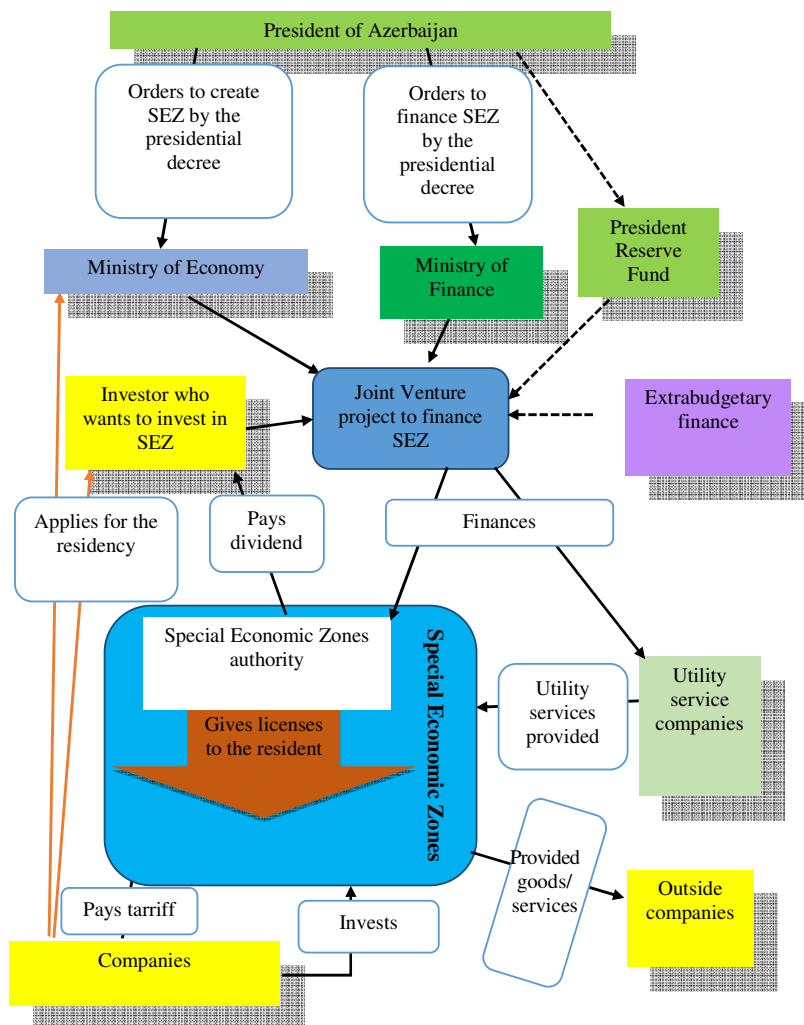 President of Azerbaijan
Orders to create
SEZ by the
presidential
decree
Orders to
finance SEZ
by the
presidential
decree
President
Reserve
Fund
Ministry of Economy
Ministry of
Finance
Investor who
wants to invest in
SEZ
Joint Venture
project to finance
SEZ
Extrabudgetary
finance
Applies for the
residency
Pays
dividend
Finances
Special Economic Zones
authority
Special Economic Zones
Gives licenses
to the resident
Utility
services
provided
Utility
service
companies
Provided
goods/
services
Outside
companies
Pays tarriff
Invests
Companies